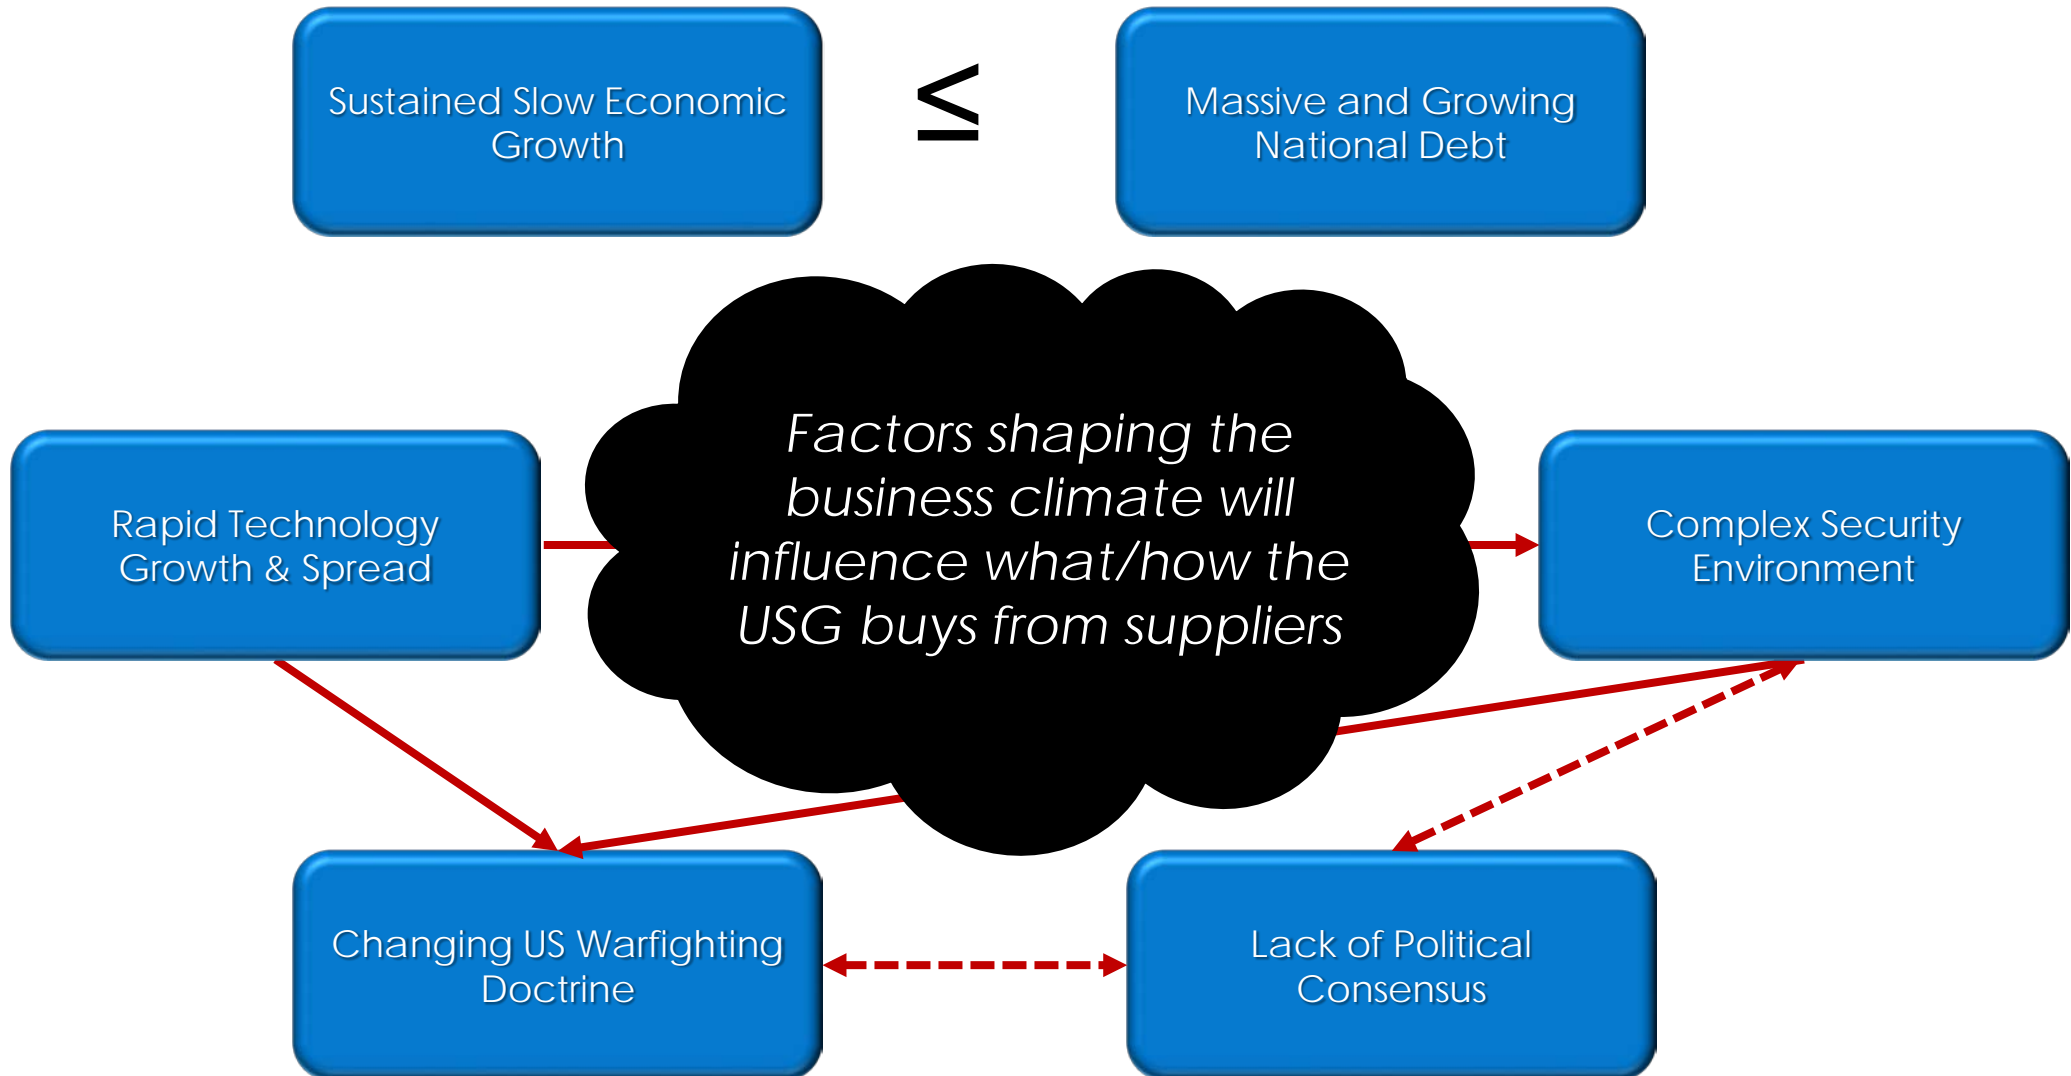 Sustained Slow Economic
Growth
≤
Massive and Growing
National Debt
Factors shaping the
business climate will
influence what/how the
USG buys from suppliers
Rapid Technology
Growth & Spread
Complex Security
Environment
Changing US Warfighting
Doctrine
Lack of Political
Consensus